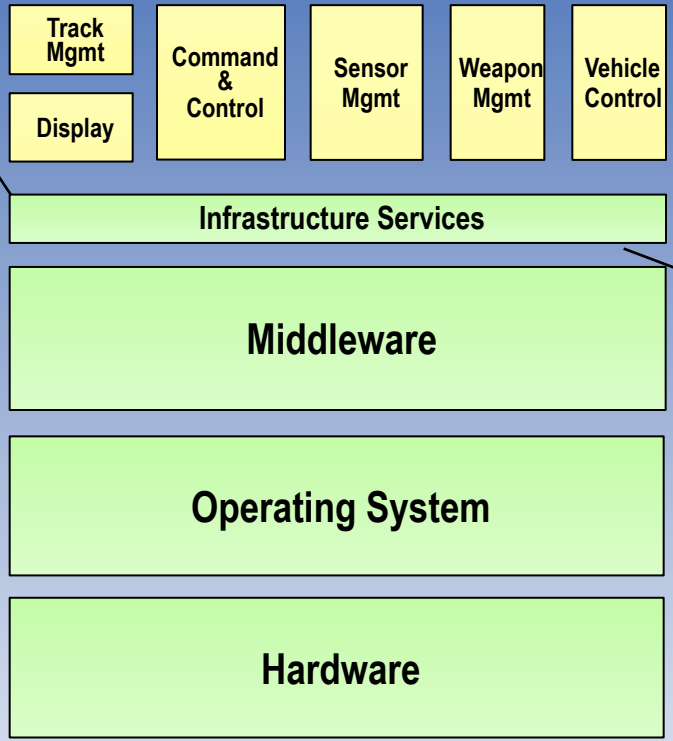 Track
Mgmt
Display
Command
&
Control
Sensor
Mgmt
Weapon
Mgmt
Vehicle
Control
Infrastructure Services
Middleware
Operating System
Hardware